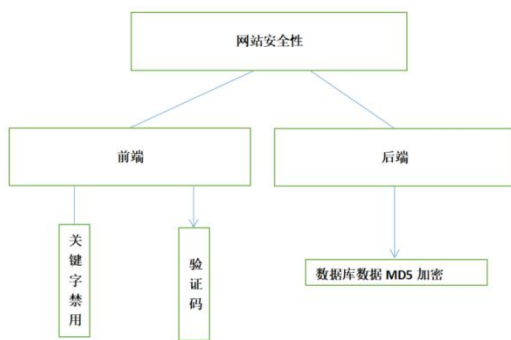 网站安全性
前端
后端
关键字禁用
验证码
数据库数据 MD5 加密